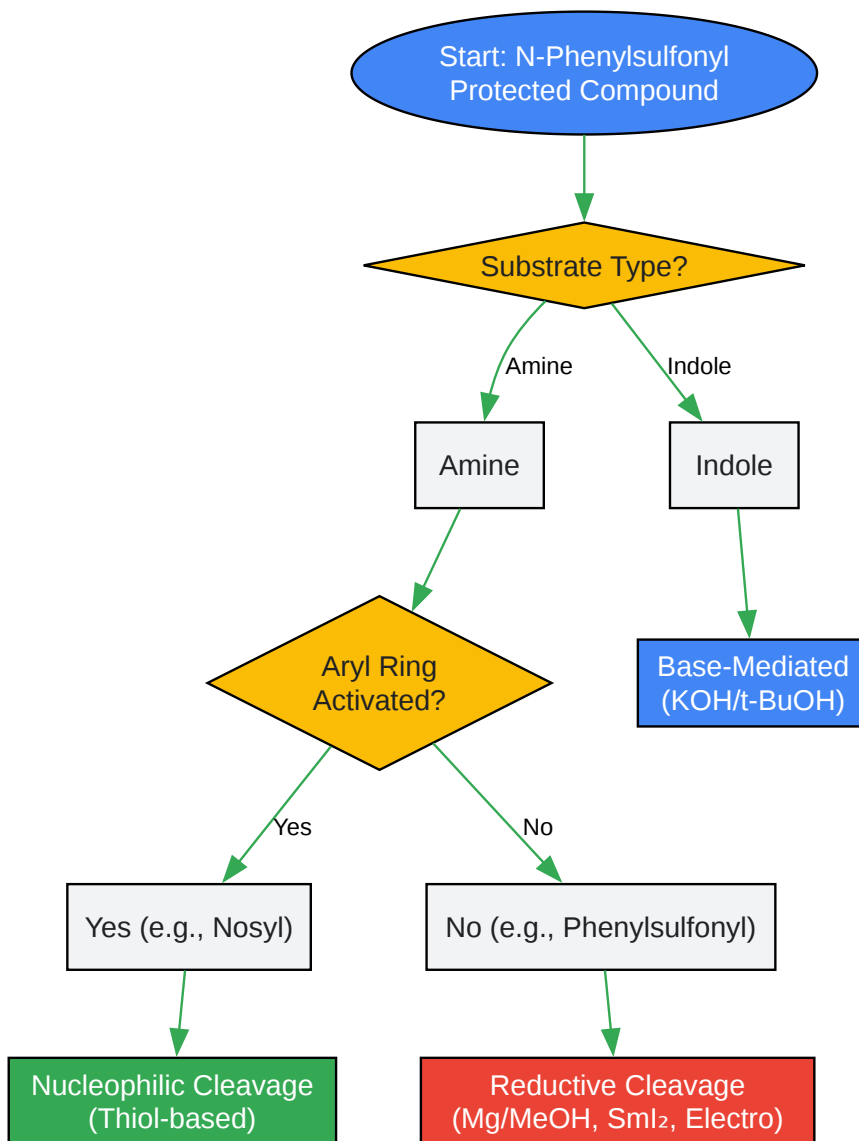 Start: N-Phenylsulfonyl
Protected Compound
Substrate Type?
Amine
Indole
Amine
Indole
Aryl Ring
Activated?
Base-Mediated
(KOH/t-BuOH)
Yes
No
Yes (e.g., Nosyl)
No (e.g., Phenylsulfonyl)
Nucleophilic Cleavage
(Thiol-based)
Reductive Cleavage
(Mg/MeOH, SmI₂, Electro)